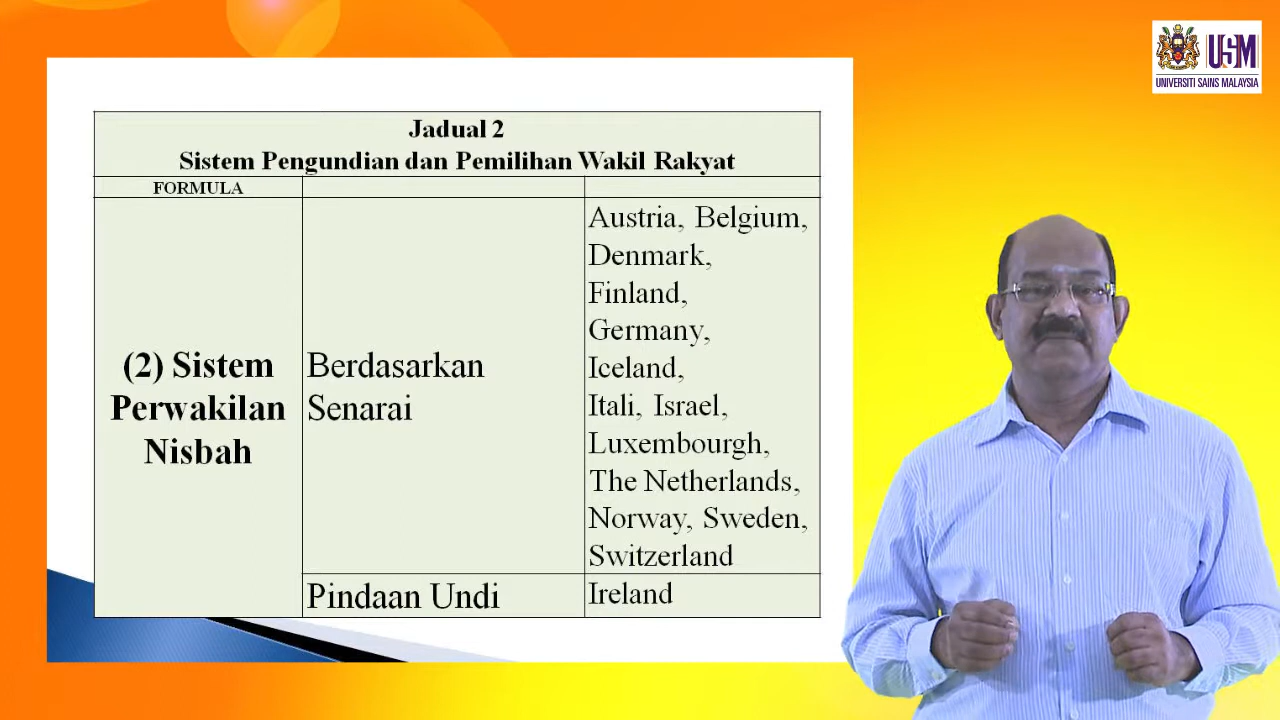 USM
UNIVERSITI SAINS MALAYSIA
Jadual 2
Sistem Pengundian dan Pemilihan Wakil Rakyat
FORMULA
(2) Sistem
Perwakilan
Nisbah
Berdasarkan
Senarai
Austria, Belgium,
Denmark,
Finland,
Germany,
Iceland,
Itali, Israel,
Luxembourgh,
The Netherlands,
Norway, Sweden,
Switzerland
Pindaan Undi
Ireland